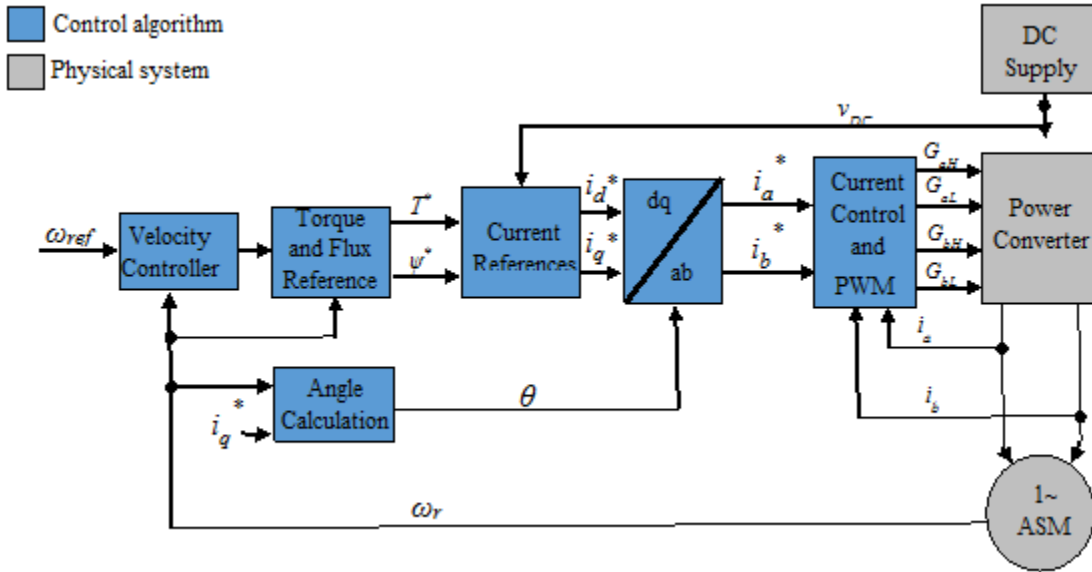 Control algorithm
Physical system
DC
Supply
v_DC
ω_ref
Velocity
Controller
Torque
and Flux
Reference
T*
ψ*
Current
References
i_d*
i_q*
dq
ab
i_a*
i_b*
Current
Control
and
PWM
G_aH
G_aL
G_bH
G_bL
Power
Converter
i_a
i_b
Angle
Calculation
i_q*
θ
ω_r
1~
ASM